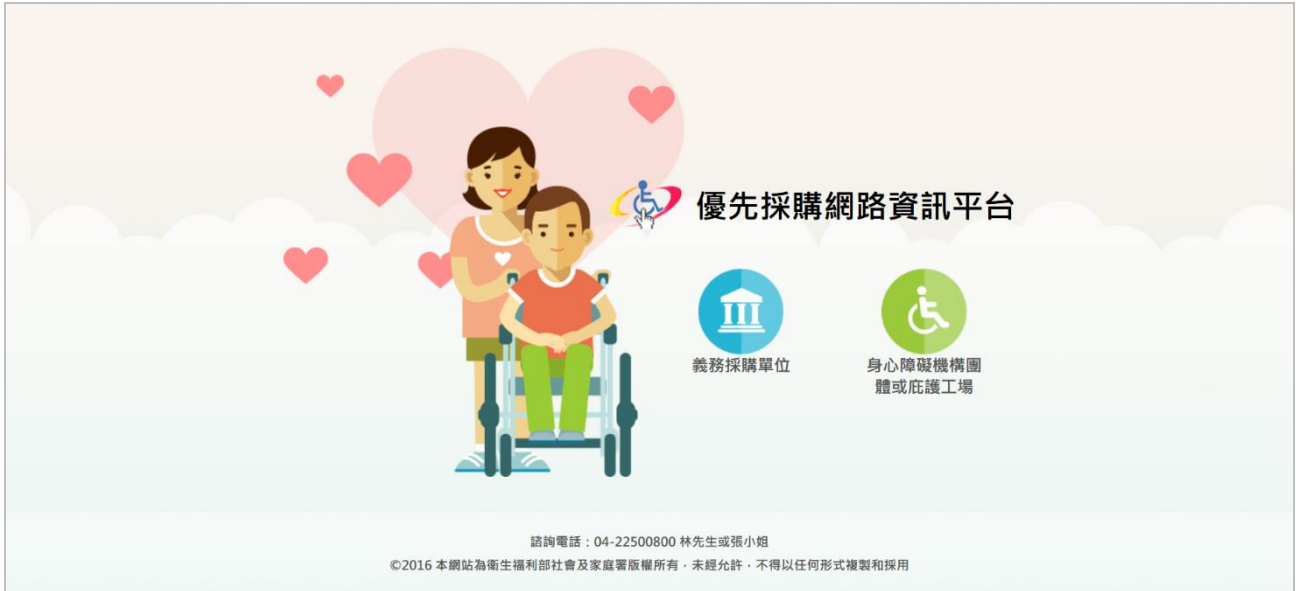 優先採購網路資訊平台
義務採購單位
身心障礙機構團
體或庇護工場
諮詢電話：04-22500800 林先生或張小姐
©2016 本網站為衛生福利部社會及家庭署版權所有，未經允許，不得以任何形式複製和採用